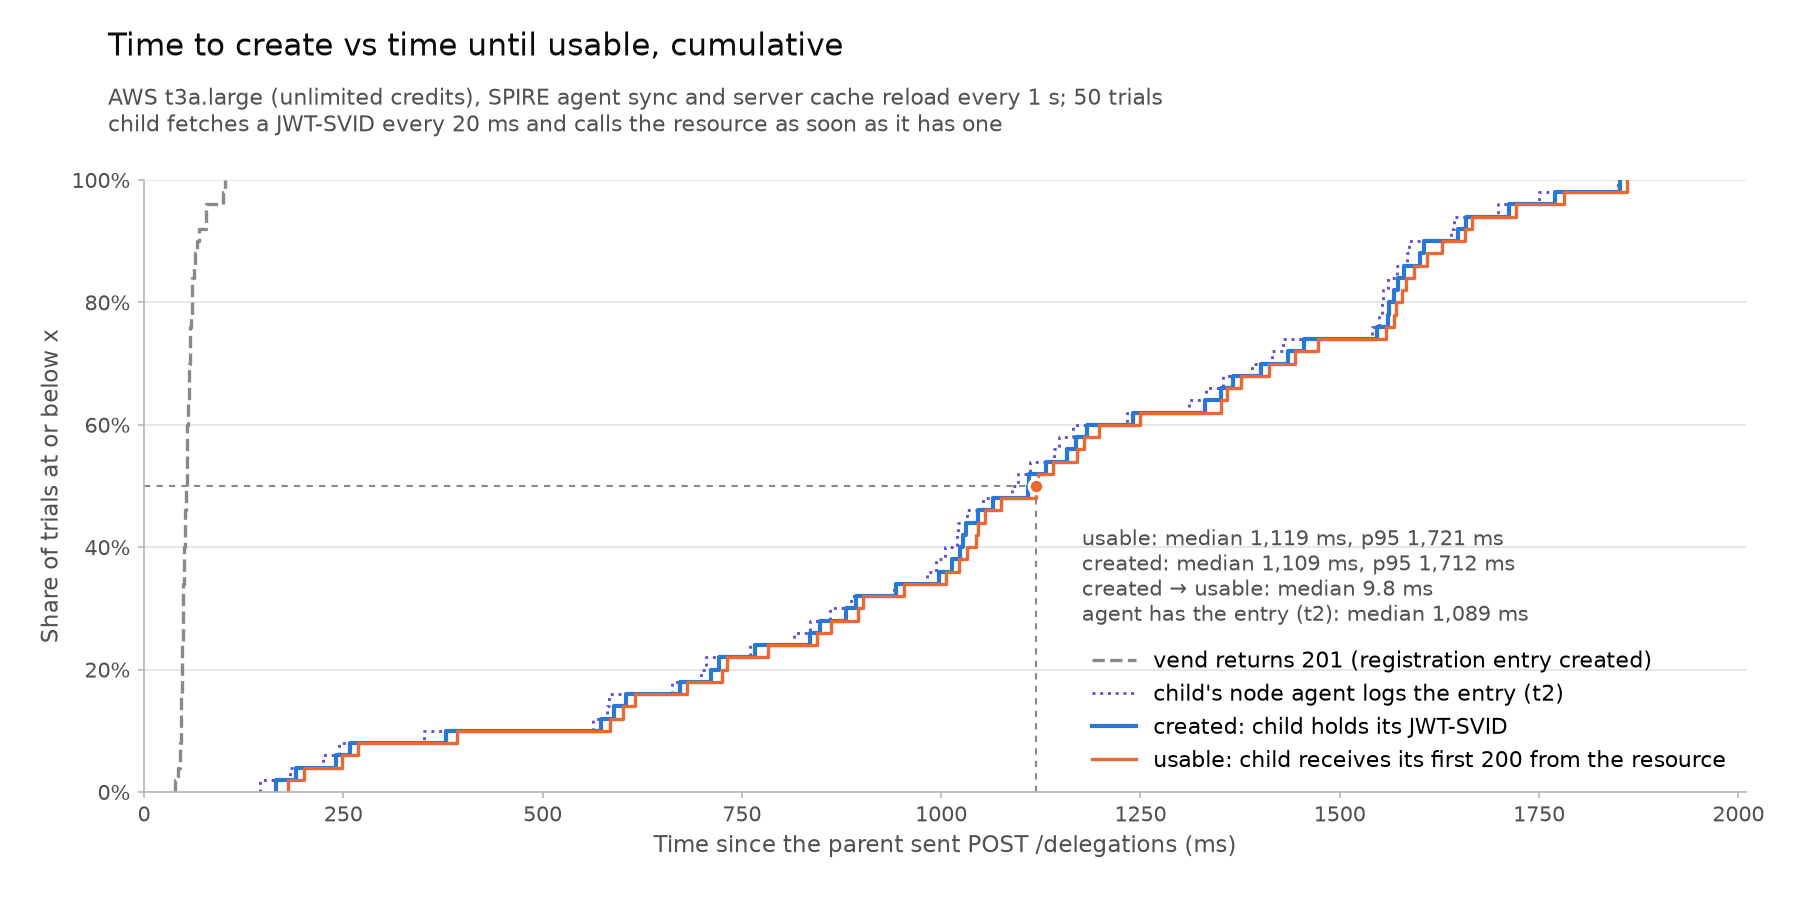 Time to create vs time until usable, cumulative
AWS t3a.large (unlimited credits), SPIRE agent sync and server cache reload every 1 s; 50 trials
child fetches a JWT-SVID every 20 ms and calls the resource as soon as it has one
100%
80%
60%
40%
20%
0%
Share of trials at or below x
usable: median 1,119 ms, p95 1,721 ms
created: median 1,109 ms, p95 1,712 ms
created → usable: median 9.8 ms
agent has the entry (t2): median 1,089 ms
vend returns 201 (registration entry created)
child's node agent logs the entry (t2)
created: child holds its JWT-SVID
usable: child receives its first 200 from the resource
0 250 500 750 1000 1250 1500 1750 2000
Time since the parent sent POST /delegations (ms)